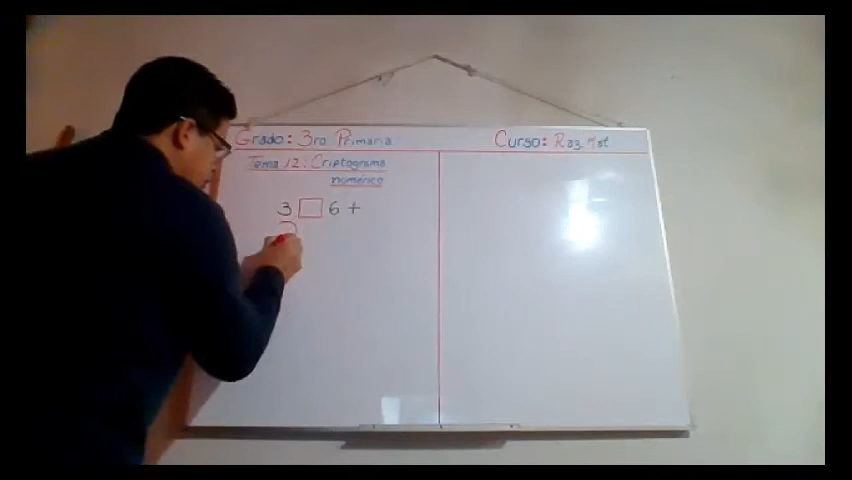 Grado: 3ro Primaria
Curso: Raz. Mat
Tema 12: Criptograma
numérico
3 □ 6 +